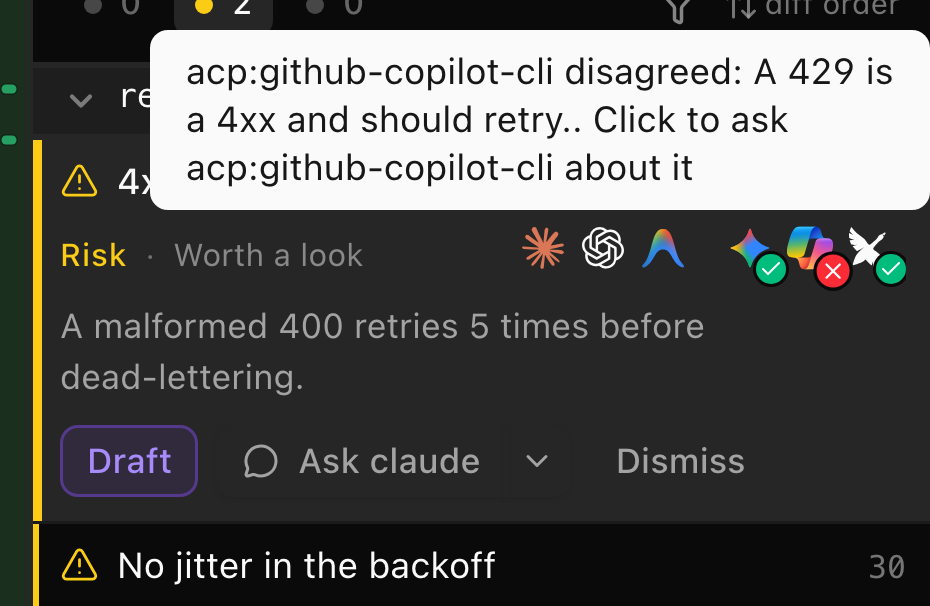 0 2 0 diff order
acp:github-copilot-cli disagreed: A 429 is
a 4xx and should retry.. Click to ask
acp:github-copilot-cli about it
re
4x
Risk · Worth a look
A malformed 400 retries 5 times before
dead-lettering.
Draft Ask claude Dismiss
No jitter in the backoff 30